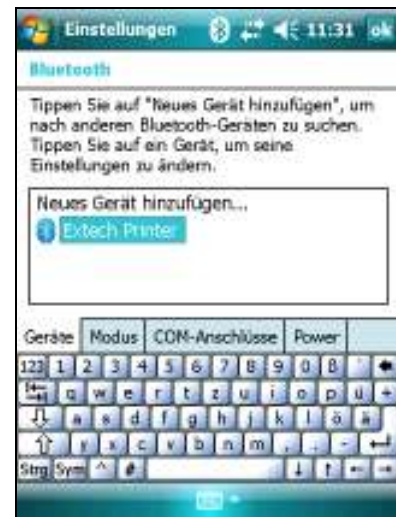 Einstellungen 11:31 ok
Bluetooth
Tippen Sie auf "Neues Gerät hinzufügen", um
nach anderen Bluetooth-Geräten zu suchen.
Tippen Sie auf ein Gerät, um seine
Einstellungen zu ändern.
Neues Gerät hinzufügen...
Extech Printer
Geräte Modus COM-Anschlüsse Power
123 1 2 3 4 5 6 7 8 9 0 ß ´
q w e r t z u i o p ü +
a s d f g h j k l ö ä
y x c v b n m , . -
Strg Sym ^ #